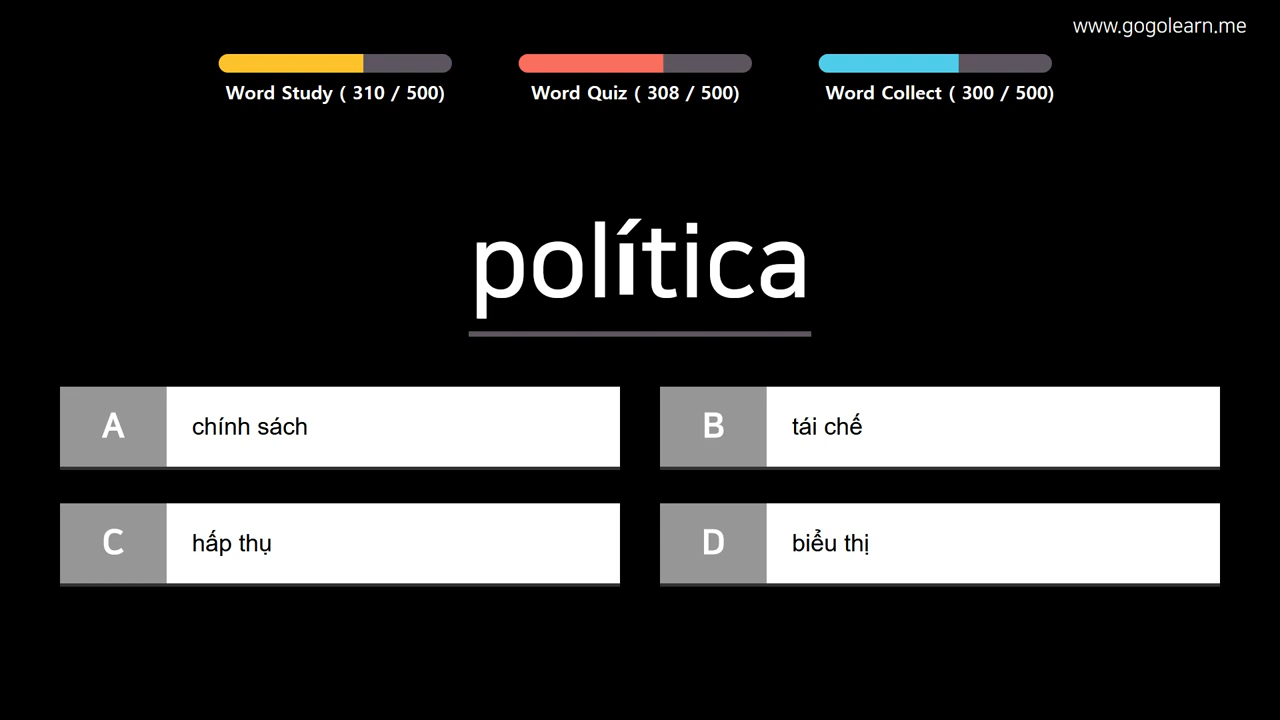 www.gogolearn.me
Word Study ( 310 / 500)
Word Quiz ( 308 / 500)
Word Collect ( 300 / 500)
política
A chính sách
B tái chế
C hấp thụ
D biểu thị